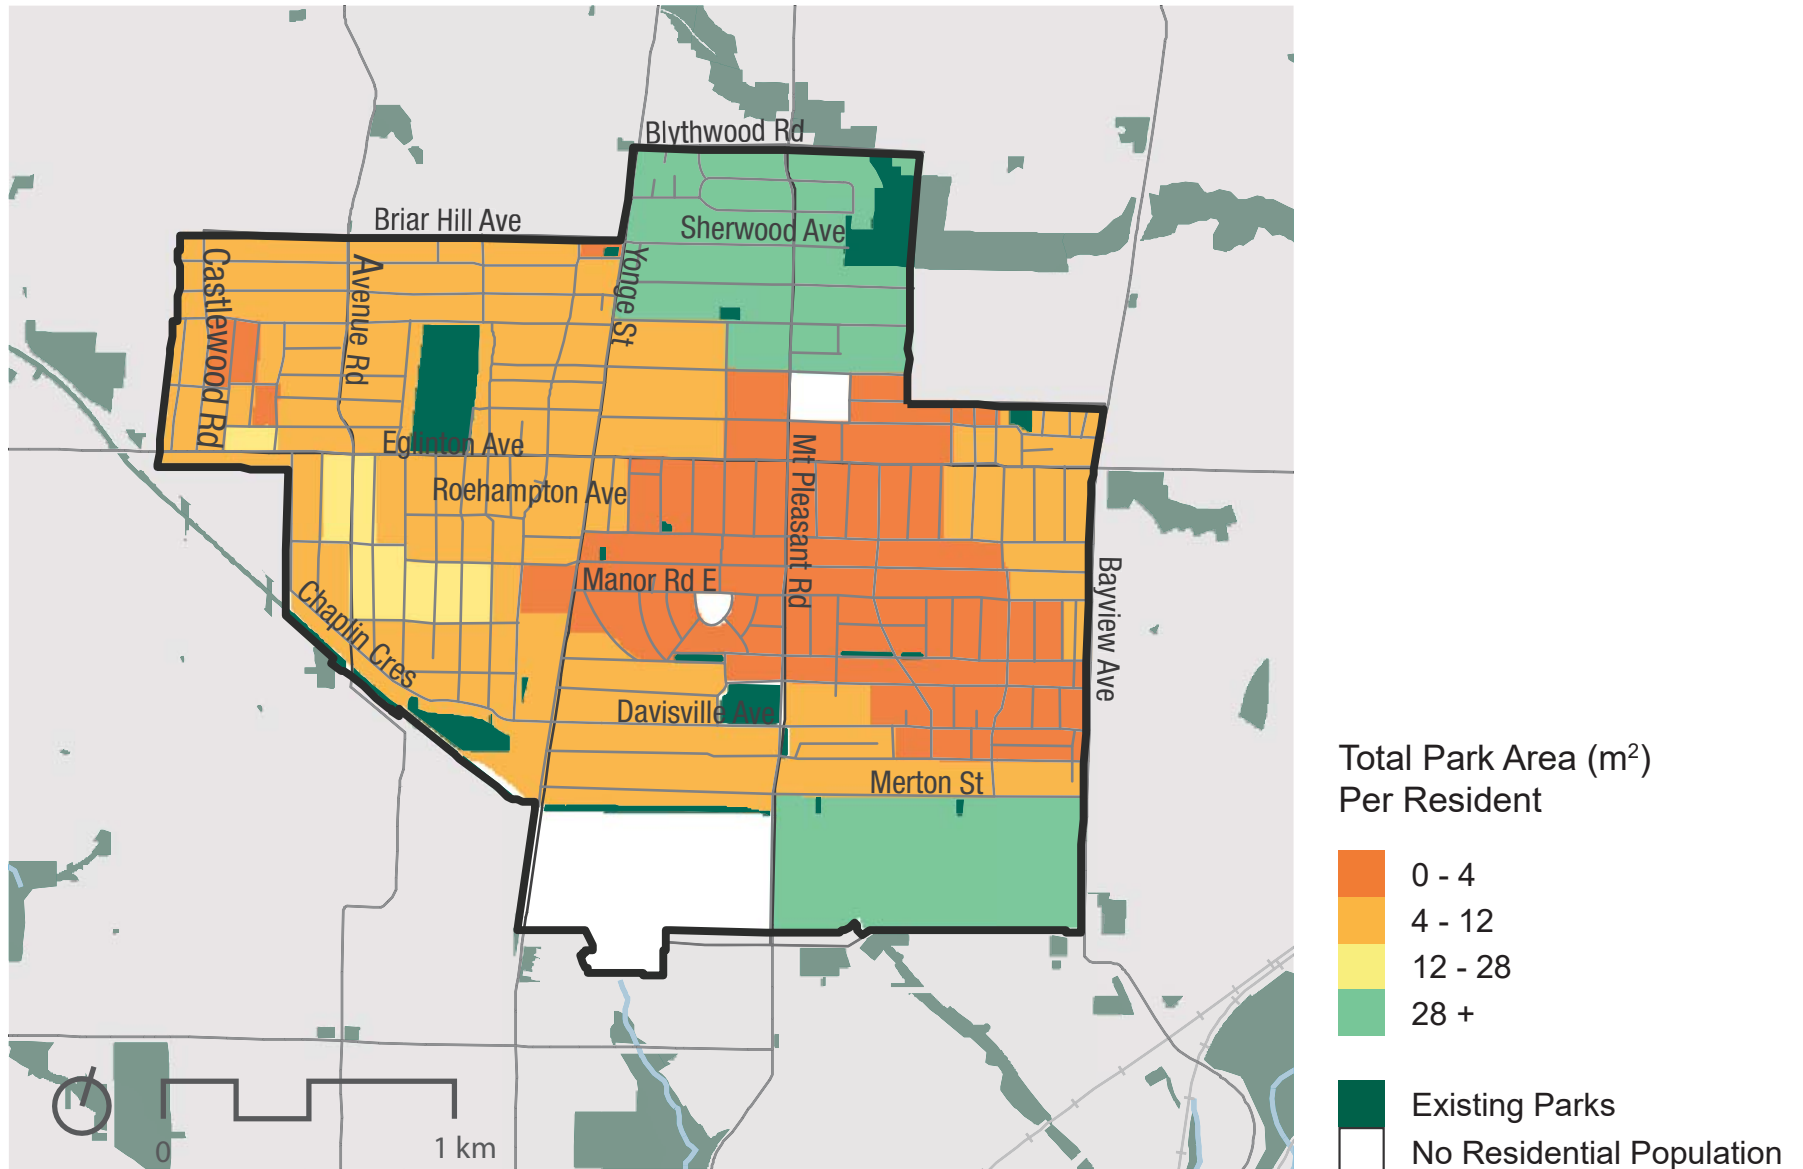 Blythwood Rd
Briar Hill Ave
Sherwood Ave
Castlewood Rd
Avenue Rd
Yonge St
Eglinton Ave
Roehampton Ave
Mt Pleasant Rd
Manor Rd E
Bayview Ave
Chaplin Cres
Davisville Ave
Merton St
Total Park Area (m²)
Per Resident
0 - 4
4 - 12
12 - 28
28 +
Existing Parks
No Residential Population
0
1 km